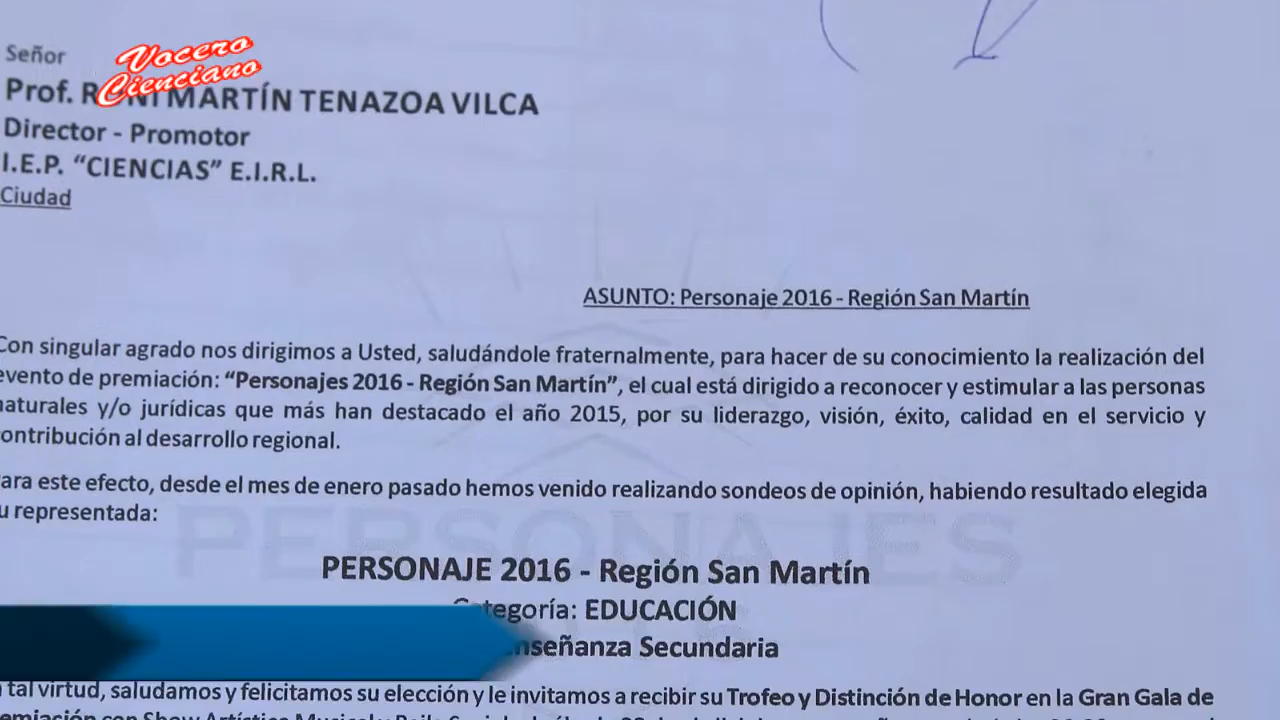 Señor
Vocero
Cienciano
Prof. MARTÍN TENAZOA VILCA
Director - Promotor
I.E.P. “CIENCIAS” E.I.R.L.
Ciudad
ASUNTO: Personaje 2016 - Región San Martín
Con singular agrado nos dirigimos a Usted, saludándole fraternalmente, para hacer de su conocimiento la realización del
evento de premiación: “Personajes 2016 - Región San Martín”, el cual está dirigido a reconocer y estimular a las personas
naturales y/o jurídicas que más han destacado el año 2015, por su liderazgo, visión, éxito, calidad en el servicio y
contribución al desarrollo regional.
ara este efecto, desde el mes de enero pasado hemos venido realizando sondeos de opinión, habiendo resultado elegida
u representada:
PERSONAJES
PERSONAJE 2016 - Región San Martín
Categoría: EDUCACIÓN
nseñanza Secundaria
tal virtud, saludamos y felicitamos su elección y le invitamos a recibir su Trofeo y Distinción de Honor en la Gran Gala de